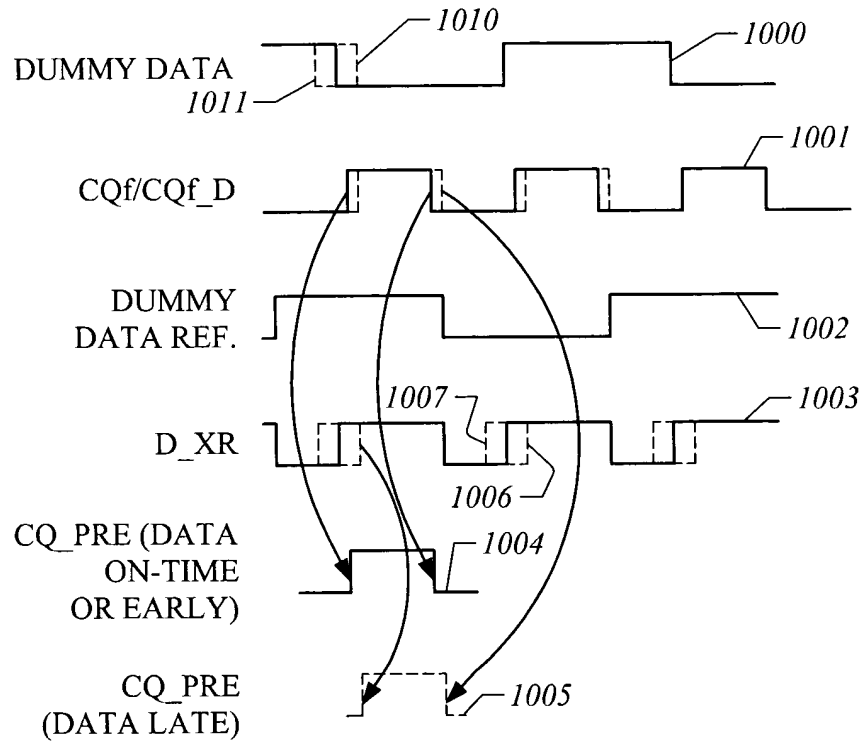 1010
1000
DUMMY DATA
1011
1001
CQf/CQf_D
DUMMY
DATA REF.
1002
1007
1003
D_XR
1006
CQ_PRE (DATA
ON-TIME
OR EARLY)
1004
CQ_PRE
(DATA LATE)
1005